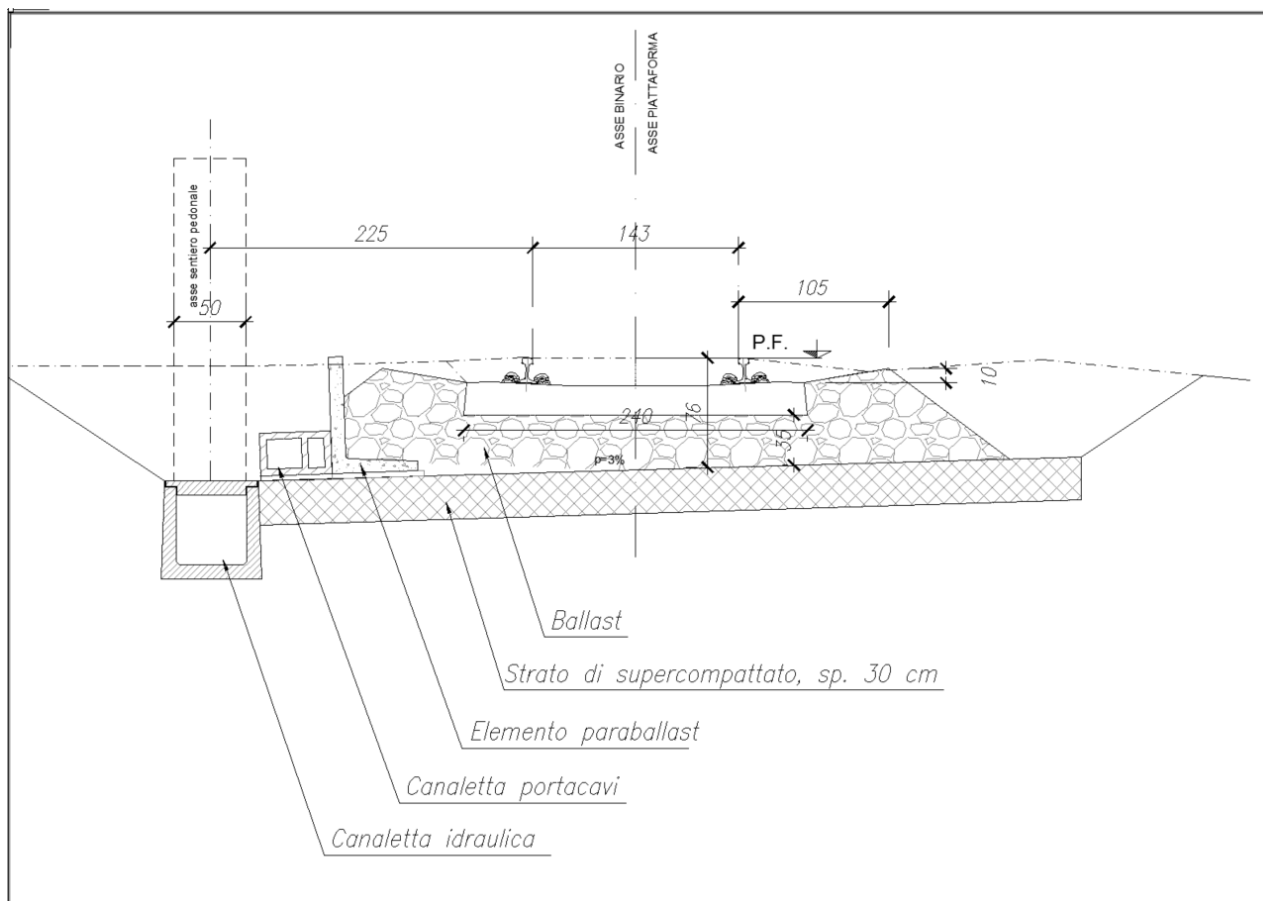 ASSE BINARIO
ASSE PIATTAFORMA
asse sentiero pedonale
225
143
50
105
P.F.
10
76
240
35
p=3%
Ballast
Strato di supercompattato, sp. 30 cm
Elemento paraballast
Canaletta portacavi
Canaletta idraulica